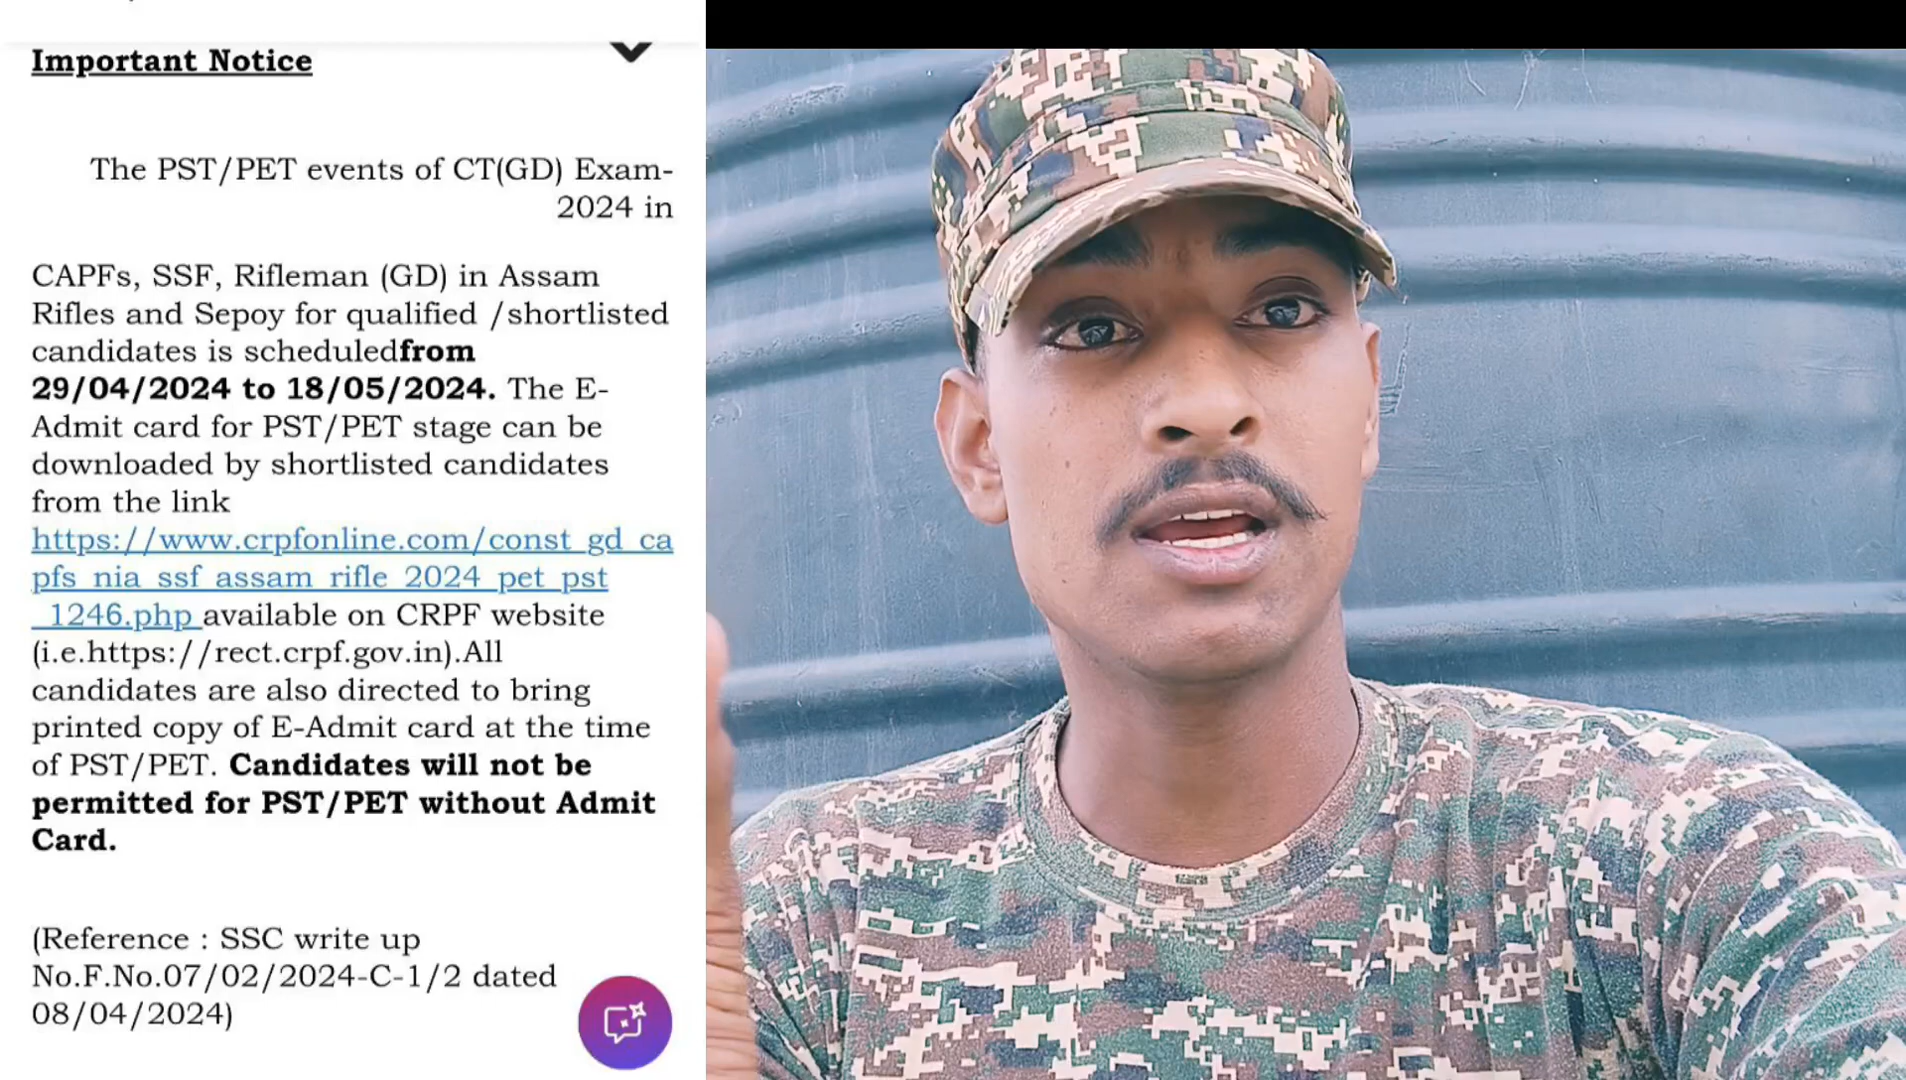 Important Notice
The PST/PET events of CT(GD) Exam-
2024 in
CAPFs, SSF, Rifleman (GD) in Assam
Rifles and Sepoy for qualified /shortlisted
candidates is scheduledfrom
29/04/2024 to 18/05/2024. The E-
Admit card for PST/PET stage can be
downloaded by shortlisted candidates
from the link
https://www.crpfonline.com/const_gd_ca
pfs_nia_ssf_assam_rifle_2024_pet_pst
_1246.php available on CRPF website
(i.e.https://rect.crpf.gov.in).All
candidates are also directed to bring
printed copy of E-Admit card at the time
of PST/PET. Candidates will not be
permitted for PST/PET without Admit
Card.
(Reference : SSC write up
No.F.No.07/02/2024-C-1/2 dated
08/04/2024)